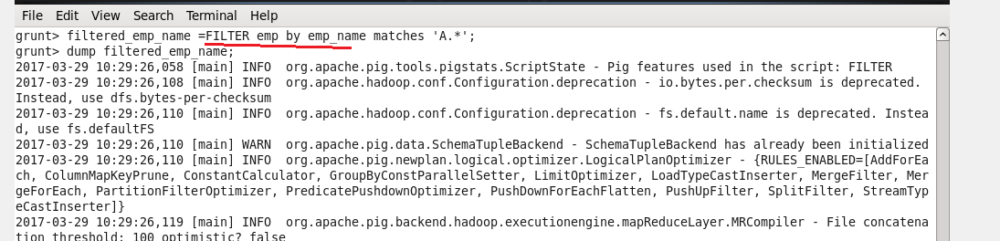 File Edit View Search Terminal Help
grunt> filtered_emp_name =FILTER emp by emp_name matches 'A.*';
grunt> dump filtered_emp_name;
2017-03-29 10:29:26,058 [main] INFO  org.apache.pig.tools.pigstats.ScriptState - Pig features used in the script: FILTER
2017-03-29 10:29:26,108 [main] INFO  org.apache.hadoop.conf.Configuration.deprecation - io.bytes.per.checksum is deprecated.
Instead, use dfs.bytes-per-checksum
2017-03-29 10:29:26,110 [main] INFO  org.apache.hadoop.conf.Configuration.deprecation - fs.default.name is deprecated. Instea
d, use fs.defaultFS
2017-03-29 10:29:26,110 [main] WARN  org.apache.pig.data.SchemaTupleBackend - SchemaTupleBackend has already been initialized
2017-03-29 10:29:26,110 [main] INFO  org.apache.pig.newplan.logical.optimizer.LogicalPlanOptimizer - {RULES_ENABLED=[AddForEa
ch, ColumnMapKeyPrune, ConstantCalculator, GroupByConstParallelSetter, LimitOptimizer, LoadTypeCastInserter, MergeFilter, Mer
geForEach, PartitionFilterOptimizer, PredicatePushdownOptimizer, PushDownForEachFlatten, PushUpFilter, SplitFilter, StreamTyp
eCastInserter]}
2017-03-29 10:29:26,119 [main] INFO  org.apache.pig.backend.hadoop.executionengine.mapReduceLayer.MRCompiler - File concatena
tion threshold: 100 optimistic? false